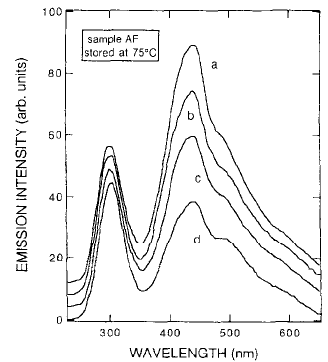 100
80
60
40
20
0
EMISSION INTENSITY (arb. units)
sample AF
stored at 75°C
a
b
c
d
300
400
500
600
WAVELENGTH (nm)